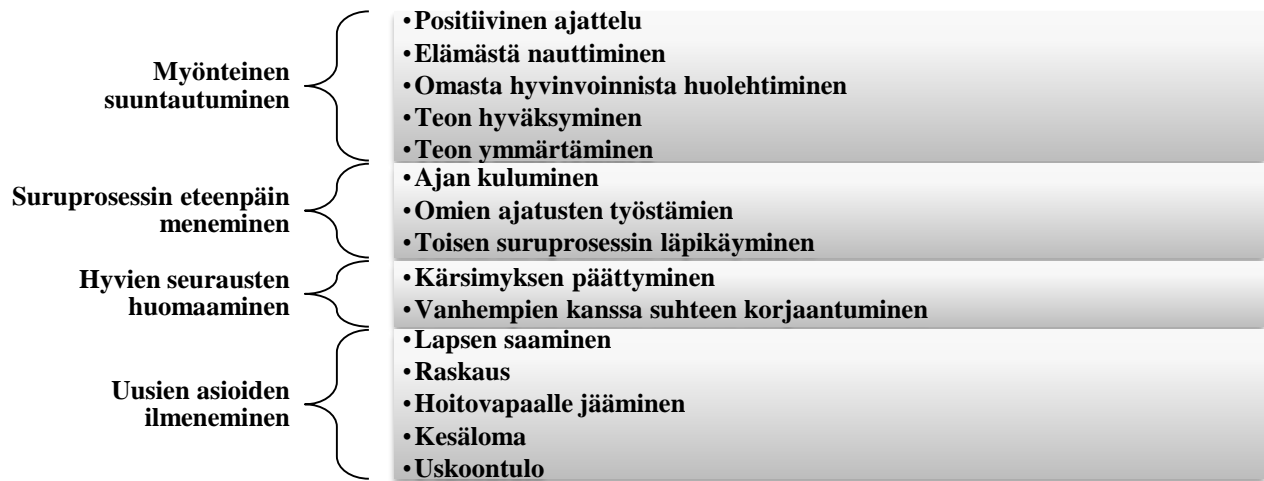 Myönteinen
suuntautuminen
•Positiivinen ajattelu
•Elämästä nauttiminen
•Omasta hyvinvoinnista huolehtiminen
•Teon hyväksyminen
•Teon ymmärtäminen
Suruprosessin eteenpäin
meneminen
•Ajan kuluminen
•Omien ajatusten työstämien
•Toisen suruprosessin läpikäyminen
Hyvien seurausten
huomaaminen
•Kärsimyksen päättyminen
•Vanhempien kanssa suhteen korjaantuminen
Uusien asioiden
ilmeneminen
•Lapsen saaminen
•Raskaus
•Hoitovapaalle jääminen
•Kesäloma
•Uskoontulo